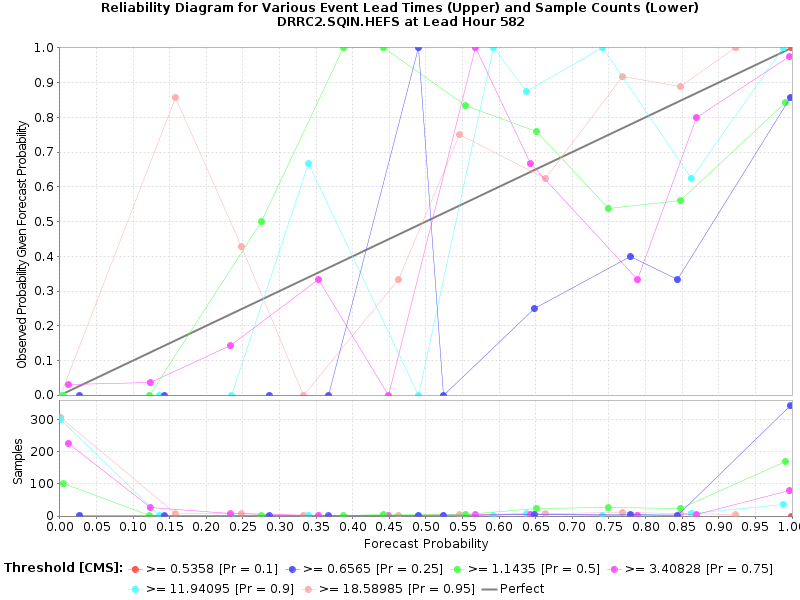 Reliability Diagram for Various Event Lead Times (Upper) and Sample Counts (Lower)
DRRC2.SQIN.HEFS at Lead Hour 582
Observed Probability Given Forecast Probability
1.0
0.9
0.8
0.7
0.6
0.5
0.4
0.3
0.2
0.1
0.0
Samples
300
200
100
0
0.00 0.05 0.10 0.15 0.20 0.25 0.30 0.35 0.40 0.45 0.50 0.55 0.60 0.65 0.70 0.75 0.80 0.85 0.90 0.95 1.00
Forecast Probability
Threshold [CMS]: >= 0.5358 [Pr = 0.1] >= 0.6565 [Pr = 0.25] >= 1.1435 [Pr = 0.5] >= 3.40828 [Pr = 0.75]
>= 11.94095 [Pr = 0.9] >= 18.58985 [Pr = 0.95] Perfect